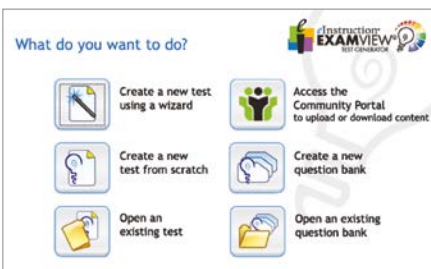 What do you want to do?
eInstruction
EXAMVIEW
TEST GENERATOR
Create a new test
using a wizard
Access the
Community Portal
to upload or download content
Create a new
test from scratch
Create a new
question bank
Open an
existing test
Open an existing
question bank